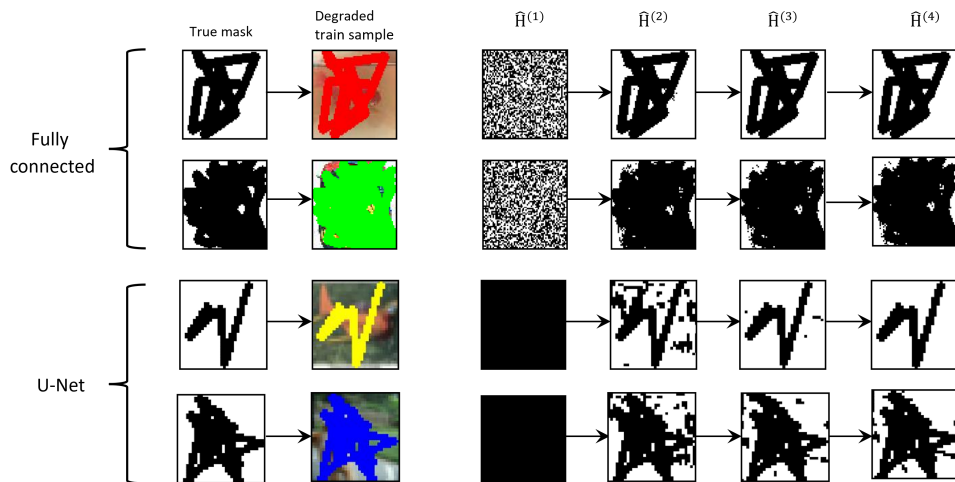 True mask
Degraded
train sample
Ĥ⁽¹⁾
Ĥ⁽²⁾
Ĥ⁽³⁾
Ĥ⁽⁴⁾
Fully
connected
U-Net